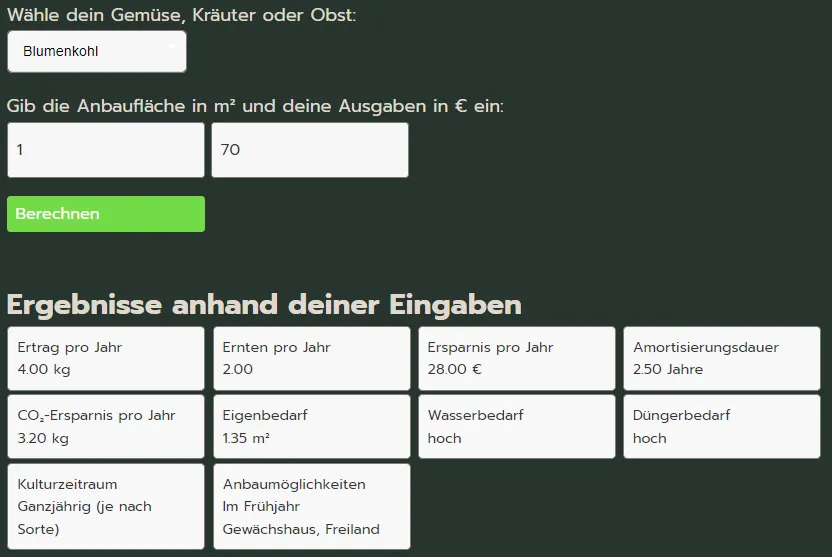 Wähle dein Gemüse, Kräuter oder Obst:
Blumenkohl
Gib die Anbaufläche in m² und deine Ausgaben in € ein:
1
70
Berechnen
Ergebnisse anhand deiner Eingaben
Ertrag pro Jahr
4.00 kg
Ernten pro Jahr
2.00
Ersparnis pro Jahr
28.00 €
Amortisierungsdauer
2.50 Jahre
CO₂-Ersparnis pro Jahr
3.20 kg
Eigenbedarf
1.35 m²
Wasserbedarf
hoch
Düngerbedarf
hoch
Kulturzeitraum
Ganzjährig (je nach
Sorte)
Anbaumöglichkeiten
Im Frühjahr
Gewächshaus, Freiland